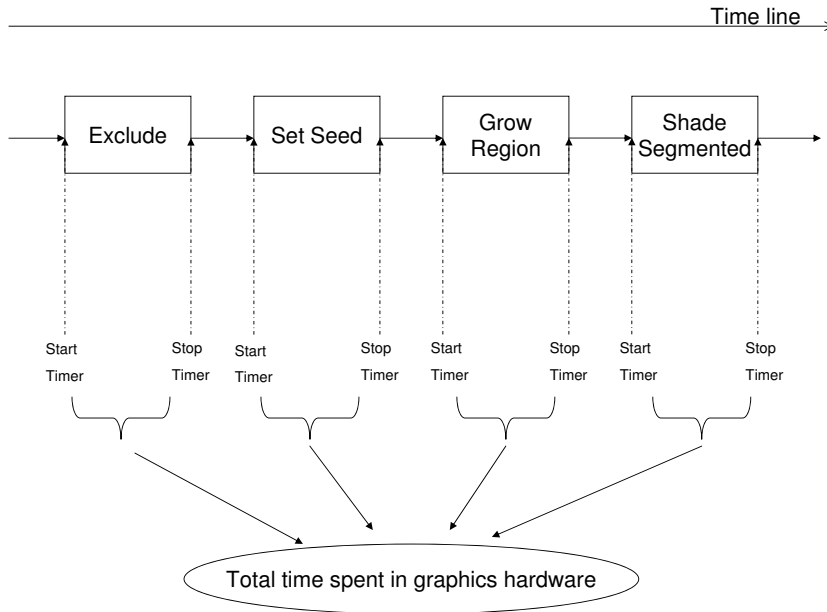 Time line
Exclude
Set Seed
Grow
Region
Shade
Segmented
Start
Timer
Stop
Timer
Start
Timer
Stop
Timer
Start
Timer
Stop
Timer
Start
Timer
Stop
Timer
Total time spent in graphics hardware